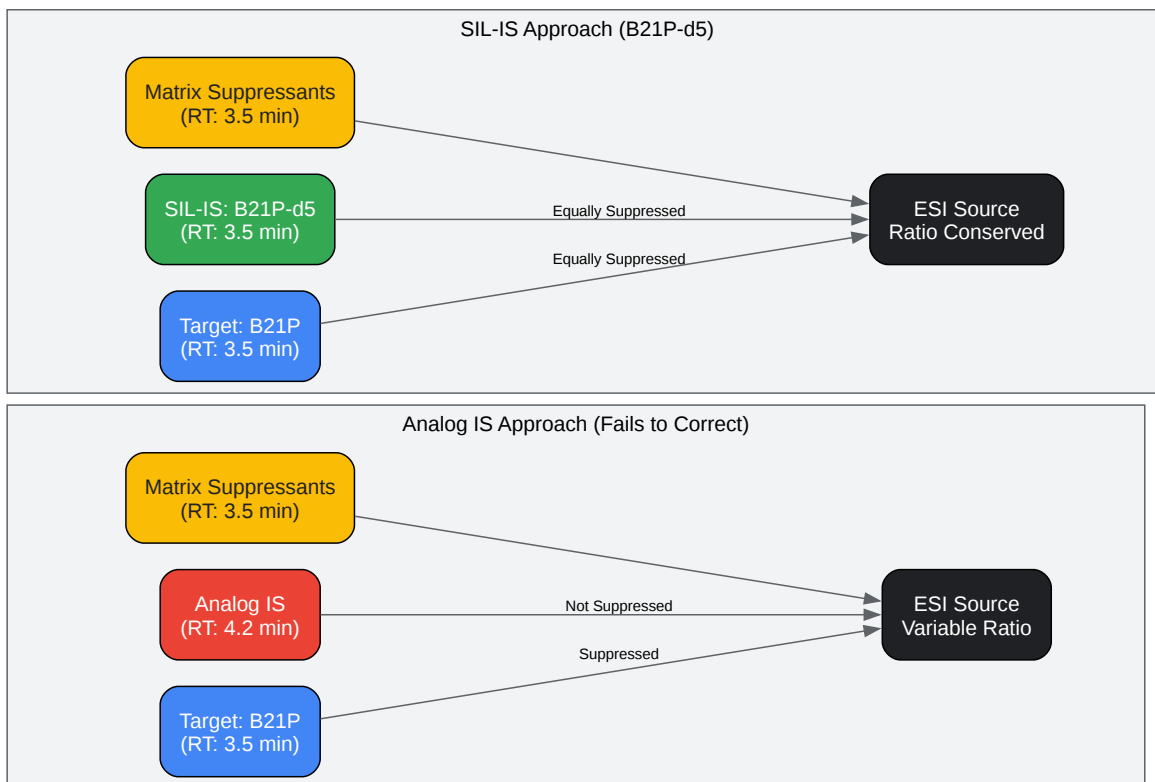 SIL-IS Approach (B21P-d5)
Matrix Suppressants
(RT: 3.5 min)
SIL-IS: B21P-d5
(RT: 3.5 min)
Equally Suppressed
ESI Source
Ratio Conserved
Equally Suppressed
Target: B21P
(RT: 3.5 min)
Analog IS Approach (Fails to Correct)
Matrix Suppressants
(RT: 3.5 min)
Analog IS
(RT: 4.2 min)
Not Suppressed
ESI Source
Variable Ratio
Suppressed
Target: B21P
(RT: 3.5 min)